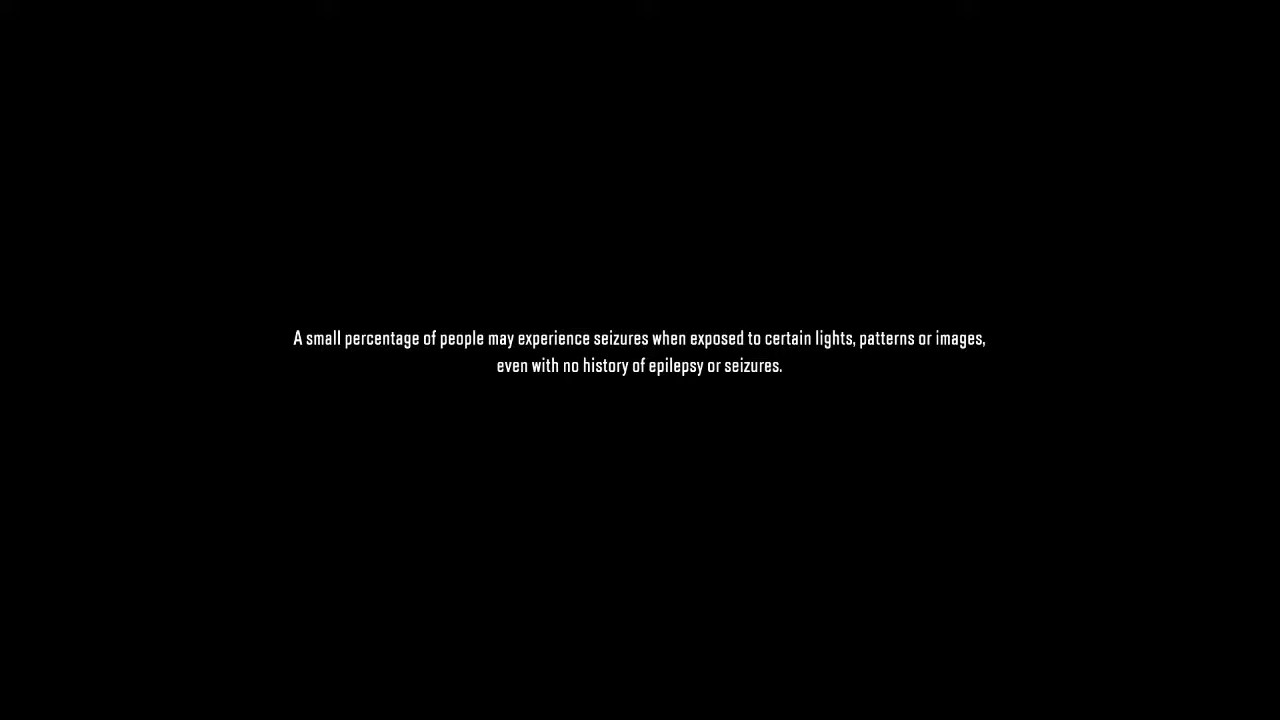 A small percentage of people may experience seizures when exposed to certain lights, patterns or images,
even with no history of epilepsy or seizures.